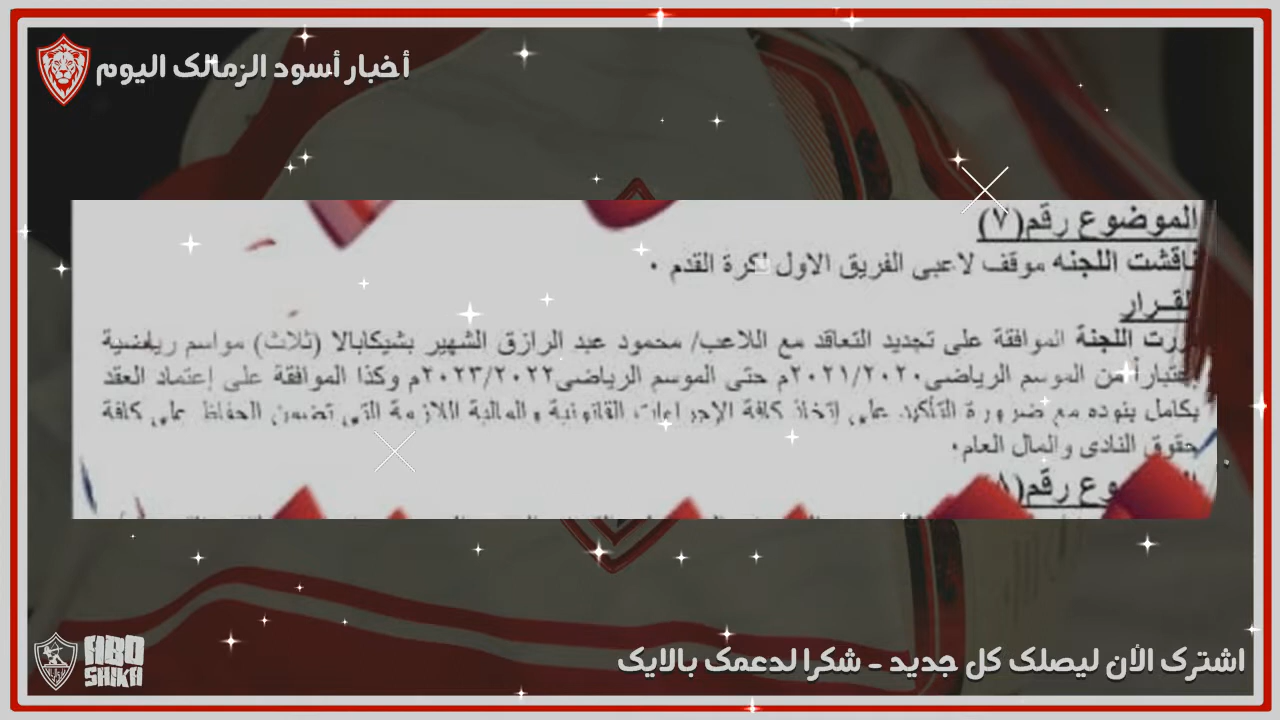 أخبار أسود الزمالك اليوم
الموضوع رقم(٧)
ناقشت اللجنه موقف لاعبى الفريق الاول لكرة القدم .
القـرار
قررت اللجنة الموافقة على تجديد التعاقد مع اللاعب/ محمود عبد الرازق الشهير بشيكابالا (ثلاث) مواسم رياضية
إعتباراً من الموسم الرياضى٢٠٢١/٢٠٢٠م حتى الموسم الرياضى٢٠٢٣/٢٠٢٢م وكذا الموافقة على إعتماد العقد
بكامل بنوده مع ضرورة التأكيد على إتخاذ كافة الإجراءات القانونية والمالية اللازمة التى تضمن الحفاظ على كافة
حقوق النادى والمال العام.
رقم(٨
ABO
SHIKA
اشترك الأن ليصلك كل جديد - شكرا لدعمك بالايك